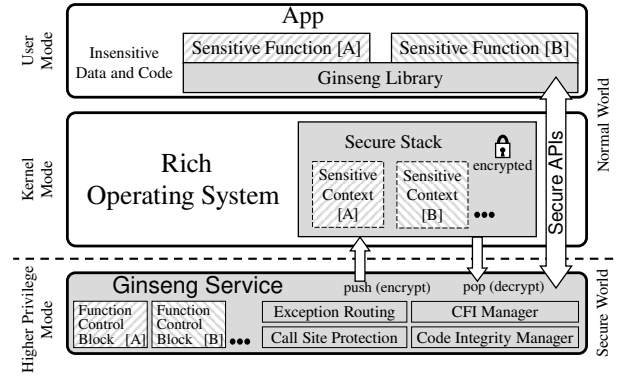 App
User
Mode
Insensitive
Data and Code
Sensitive Function [A]
Sensitive Function [B]
Ginseng Library
Normal World
Kernel
Mode
Rich
Operating System
Secure Stack
encrypted
Sensitive
Context
[A]
Sensitive
Context
[B]
•••
Secure APIs
Higher Privilege
Mode
Ginseng Service
push (encrypt)
pop (decrypt)
Function
Control
Block [A]
Function
Control
Block [B]
•••
Exception Routing
CFI Manager
Call Site Protection
Code Integrity Manager
Secure World